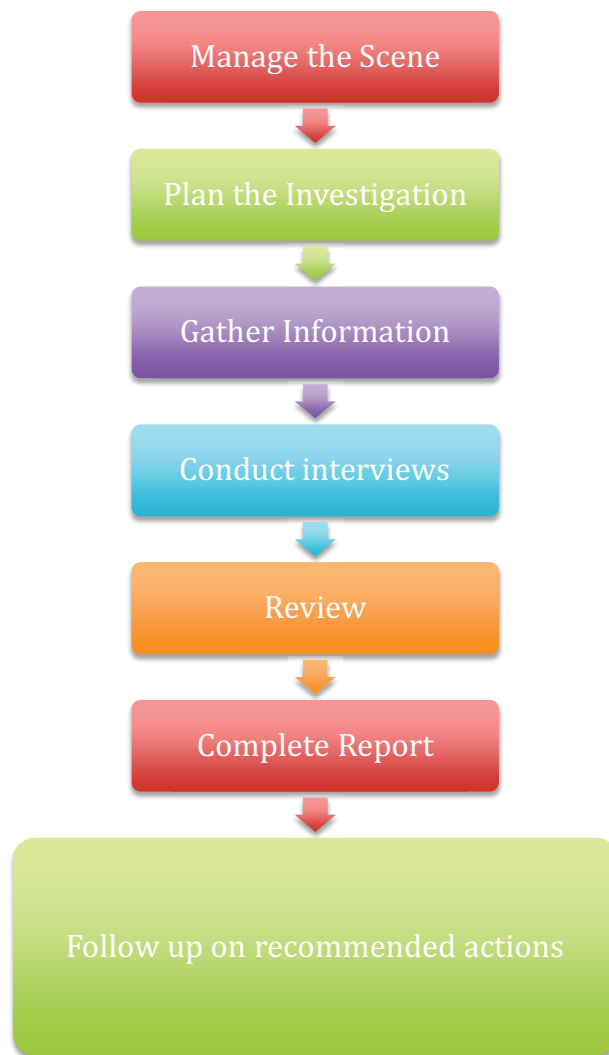 Manage the Scene
Plan the Investigation
Gather Information
Conduct interviews
Review
Complete Report
Follow up on recommended actions